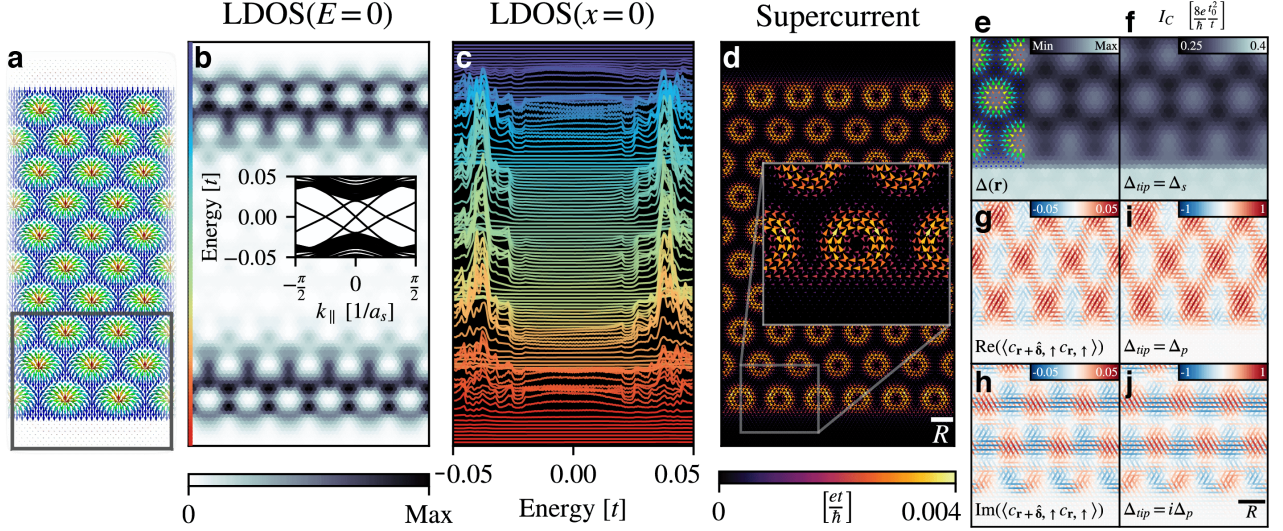 LDOS(E=0)
LDOS(x=0)
Supercurrent
e
f
I_C [8e/ħ t_0^2/t]
a
b
c
d
Min
Max
0.25
0.4
Δ(r)
Δ_tip = Δ_s
0.05
0.00
−0.05
Energy [t]
−π/2
0
π/2
k_∥ [1/a_s]
g
-0.05
0.05
i
-1
1
Re(⟨c_{r+δ̂,↑} c_{r,↑}⟩)
Δ_tip = Δ_p
h
-0.05
0.05
j
-1
1
R
Im(⟨c_{r+δ̂,↑} c_{r,↑}⟩)
Δ_tip = iΔ_p
R
0
Max
−0.05
0.00
0.05
Energy [t]
0
[et/ħ]
0.004